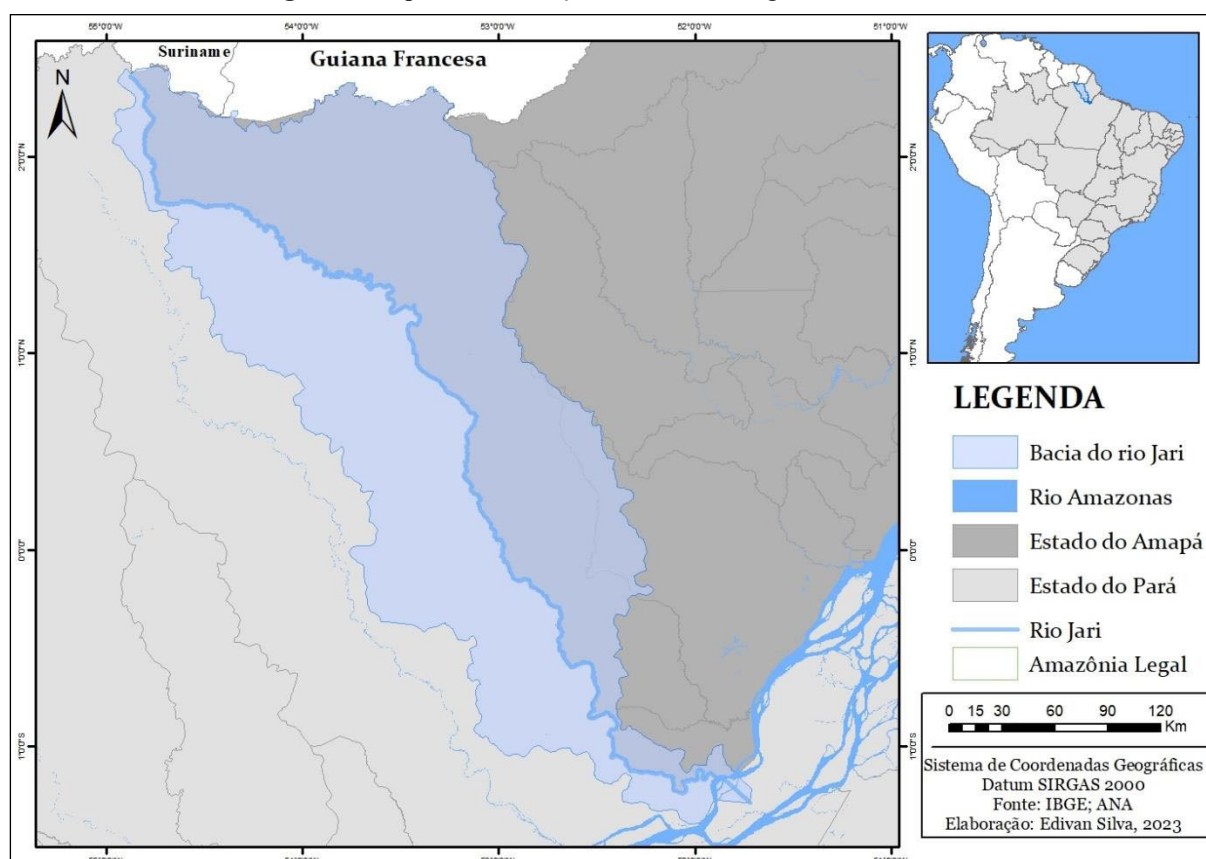 55°0'0"W 54°0'0"W 53°0'0"W 52°0'0"W 51°0'0"W
Suriname
Guiana Francesa
N
2°0'0"N
2°0'0"N
1°0'0"N
1°0'0"N
0°0'0"
0°0'0"
1°0'0"S
1°0'0"S
LEGENDA
Bacia do rio Jari
Rio Amazonas
Estado do Amapá
Estado do Pará
Rio Jari
Amazônia Legal
0 15 30 60 90 120
Km
Sistema de Coordenadas Geográficas
Datum SIRGAS 2000
Fonte: IBGE; ANA
Elaboração: Edivan Silva, 2023